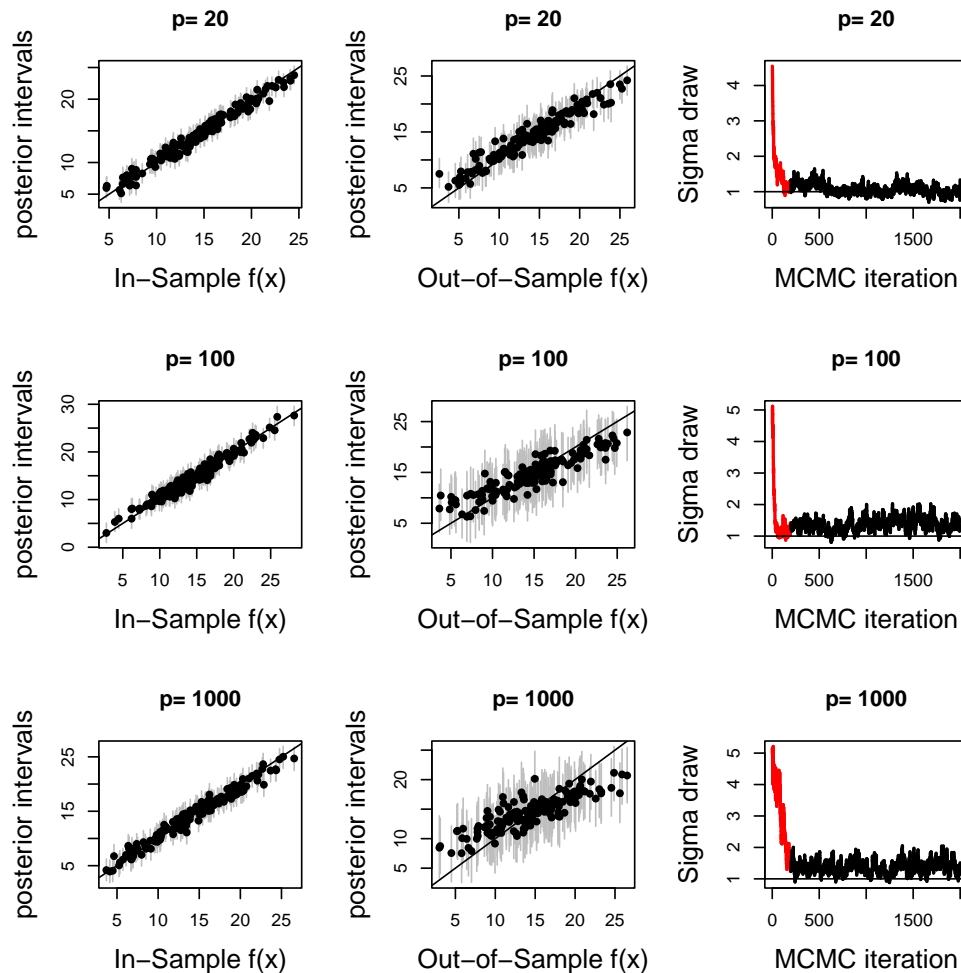 p= 20
posterior intervals
5
10
20
5
10
15
20
25
In−Sample f(x)
p= 20
posterior intervals
5
15
25
5
10
15
20
25
Out−of−Sample f(x)
p= 20
Sigma draw
1
2
3
4
0
500
1500
MCMC iteration
p= 100
posterior intervals
0
10
20
30
5
10
15
20
25
In−Sample f(x)
p= 100
posterior intervals
5
15
25
5
10
15
20
25
Out−of−Sample f(x)
p= 100
Sigma draw
1
2
3
4
5
0
500
1500
MCMC iteration
p= 1000
posterior intervals
5
15
25
5
10
15
20
25
In−Sample f(x)
p= 1000
posterior intervals
5
10
20
5
10
15
20
25
Out−of−Sample f(x)
p= 1000
Sigma draw
1
2
3
4
5
0
500
1500
MCMC iteration